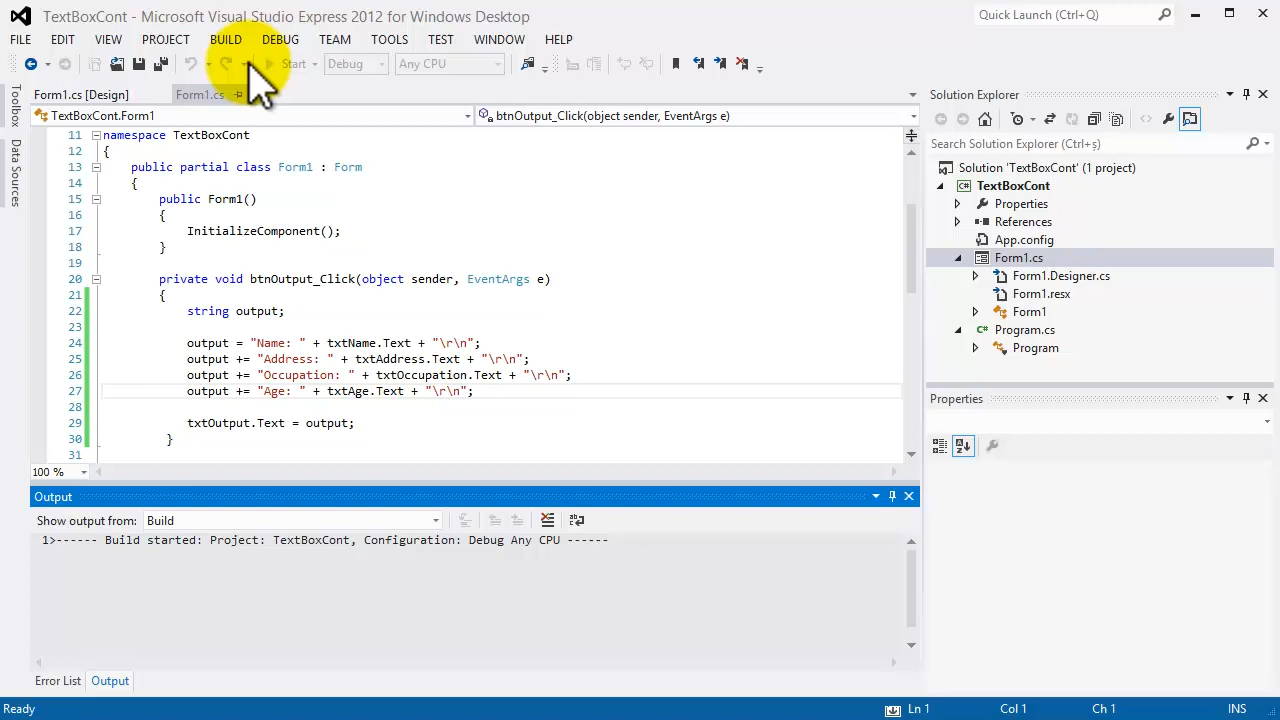 TextBoxCont - Microsoft Visual Studio Express 2012 for Windows Desktop
Quick Launch (Ctrl+Q)
FILE EDIT VIEW PROJECT BUILD DEBUG TEAM TOOLS TEST WINDOW HELP
Start Debug Any CPU
Toolbox
Data Sources
Form1.cs [Design] Form1.cs
TextBoxCont.Form1 btnOutput_Click(object sender, EventArgs e)
11 namespace TextBoxCont
12 {
13 public partial class Form1 : Form
14 {
15 public Form1()
16 {
17 InitializeComponent();
18 }
19
20 private void btnOutput_Click(object sender, EventArgs e)
21 {
22 string output;
23
24 output = "Name: " + txtName.Text + "\r\n";
25 output += "Address: " + txtAddress.Text + "\r\n";
26 output += "Occupation: " + txtOccupation.Text + "\r\n";
27 output += "Age: " + txtAge.Text + "\r\n";
28
29 txtOutput.Text = output;
30 }
31
100 %
Output
Show output from: Build
1>------ Build started: Project: TextBoxCont, Configuration: Debug Any CPU ------
Error List Output
Solution Explorer
Search Solution Explorer (Ctrl+ş)
Solution 'TextBoxCont' (1 project)
TextBoxCont
Properties
References
App.config
Form1.cs
Form1.Designer.cs
Form1.resx
Form1
Program.cs
Program
Properties
Ready Ln 1 Col 1 Ch 1 INS